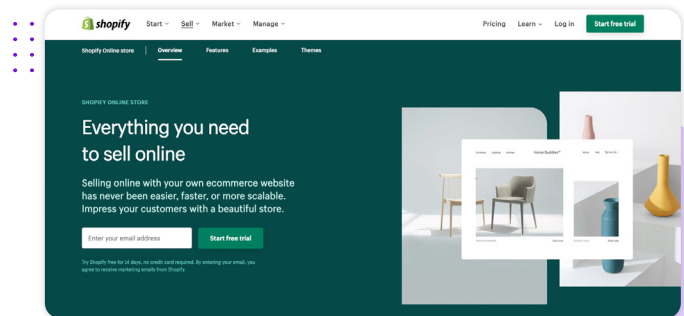 shopify Start Sell Market Manage Pricing Learn Log in Start free trial
Shopify Online store Overview Features Examples Themes
SHOPIFY ONLINE STORE
Everything you need
to sell online
Selling online with your own ecommerce website
has never been easier, faster, or more scalable.
Impress your customers with a beautiful store.
Enter your email address Start free trial
Try Shopify free for 14 days, no credit card required. By entering your email, you
agree to receive marketing emails from Shopify.